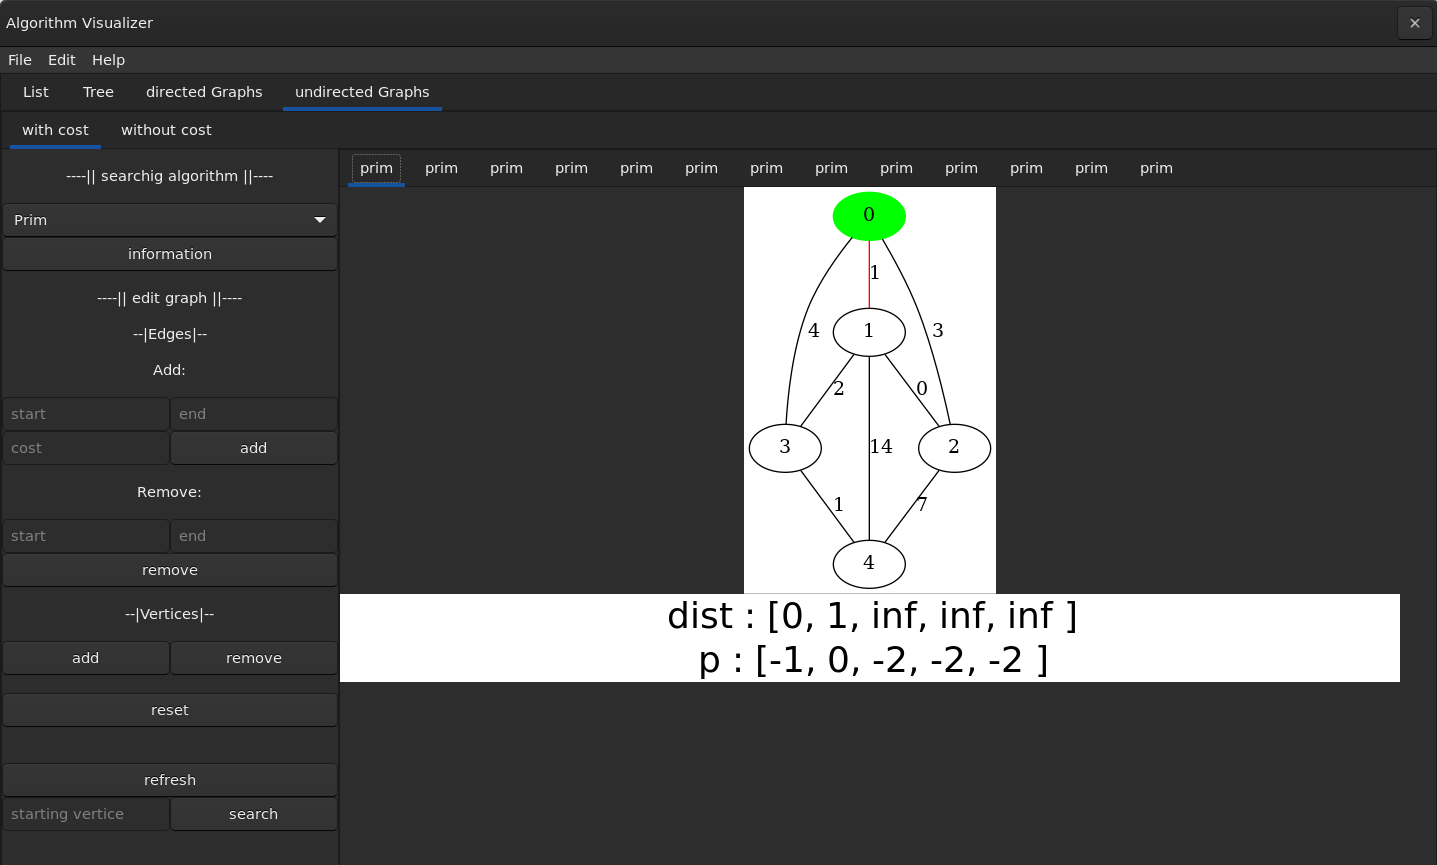 Algorithm Visualizer ✕
File Edit Help
List Tree directed Graphs undirected Graphs
with cost without cost
----|| searchig algorithm ||----
Prim
information
----|| edit graph ||----
--|Edges|--
Add:
start end
cost add
Remove:
start end
remove
--|Vertices|--
add remove
reset
refresh
starting vertice search
prim prim prim prim prim prim prim prim prim prim prim prim prim
0
1
4 1 3
2 0
3 14 2
1 7
4
dist : [0, 1, inf, inf, inf ]
p : [-1, 0, -2, -2, -2 ]